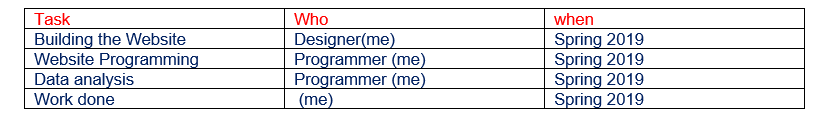 Task Who when
Building the Website Designer(me) Spring 2019
Website Programming Programmer (me) Spring 2019
Data analysis Programmer (me) Spring 2019
Work done (me) Spring 2019